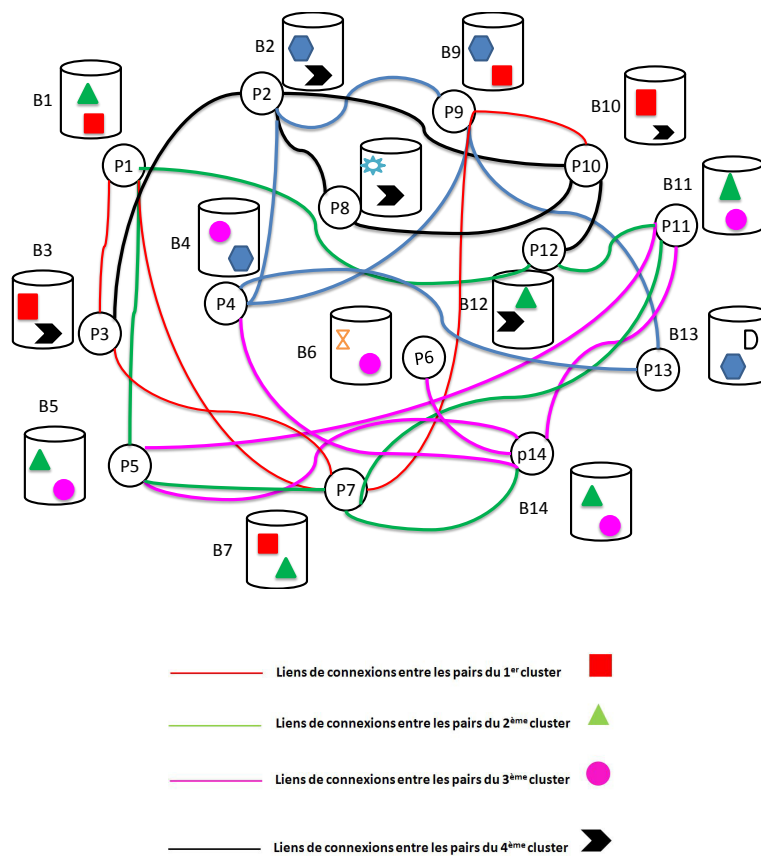 B2
B9
P2
B1
P9
B10
P1
P10
B11
P8
B4
P11
P12
B3
P4
B12
B13
D
P3
B6
P6
P13
B5
P5
p14
P7
B14
B7
Liens de connexions entre les pairs du 1er cluster
Liens de connexions entre les pairs du 2ème cluster
Liens de connexions entre les pairs du 3ème cluster
Liens de connexions entre les pairs du 4ème cluster